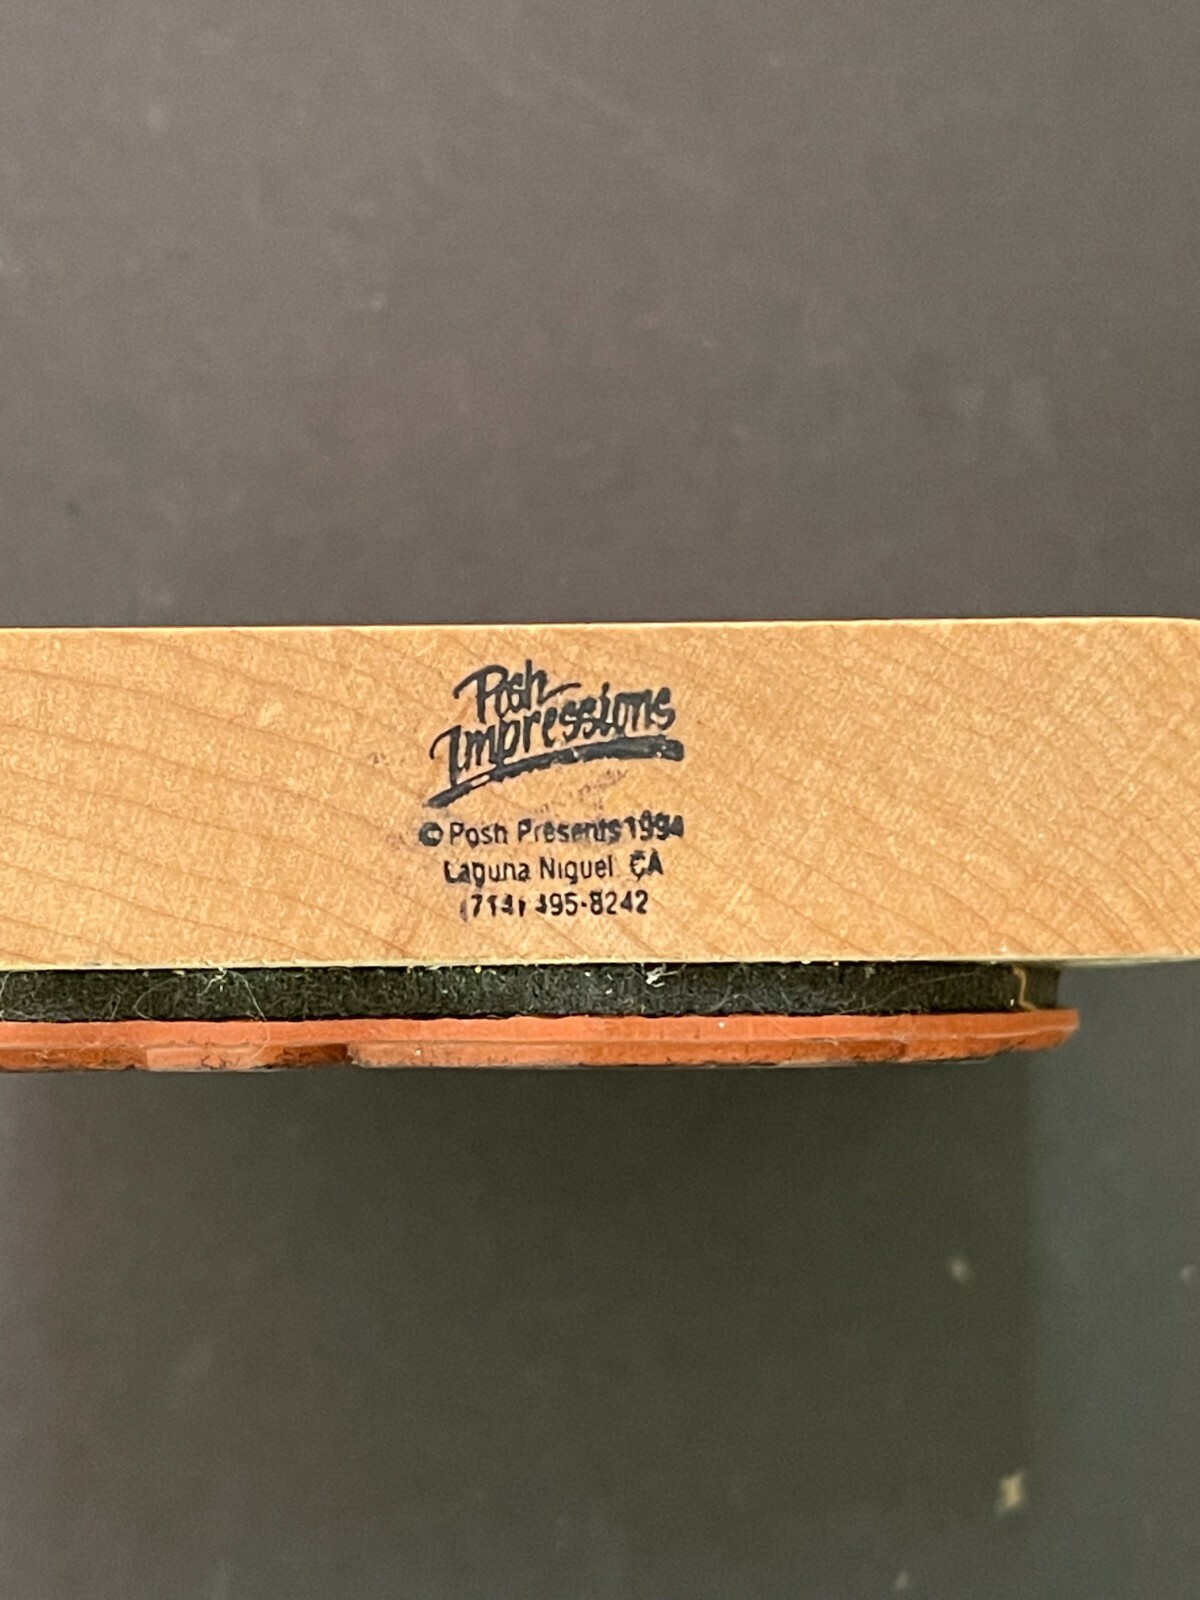 Posh
Impressions
© Posh Presents 1994
Laguna Niguel, CA
(714) 495-8242